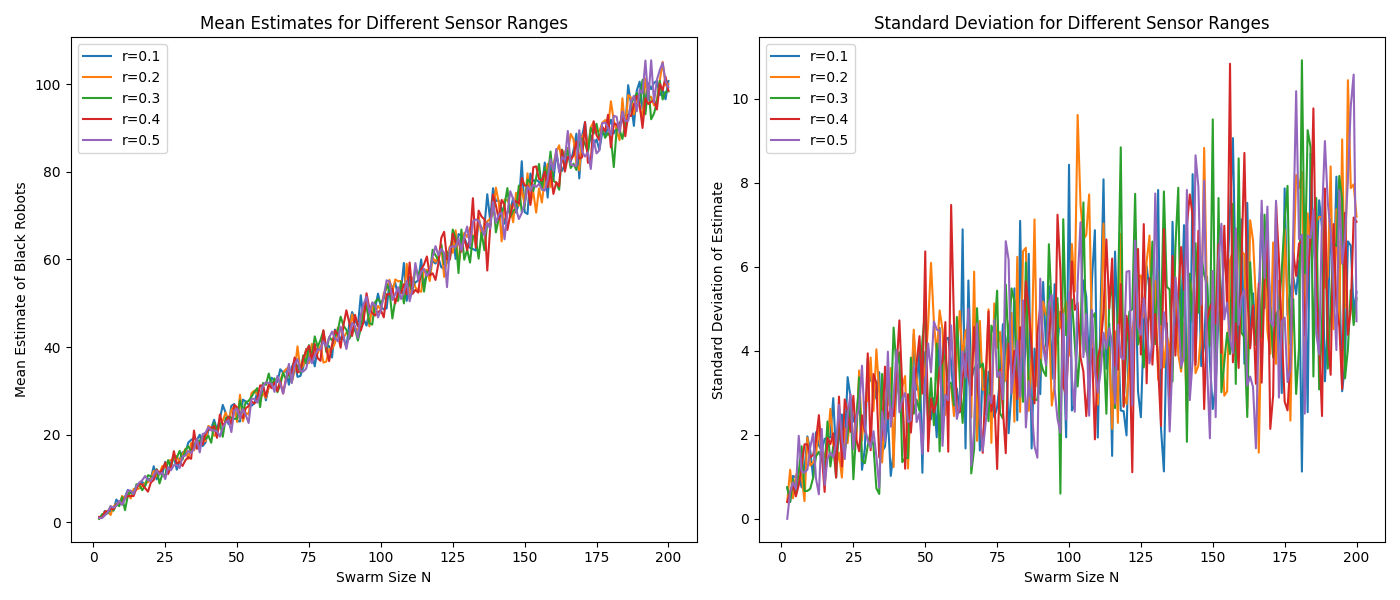 Mean Estimates for Different Sensor Ranges
r=0.1
r=0.2
r=0.3
r=0.4
r=0.5
Mean Estimate of Black Robots
100
80
60
40
20
0
0 25 50 75 100 125 150 175 200
Swarm Size N
Standard Deviation for Different Sensor Ranges
r=0.1
r=0.2
r=0.3
r=0.4
r=0.5
Standard Deviation of Estimate
10
8
6
4
2
0
0 25 50 75 100 125 150 175 200
Swarm Size N